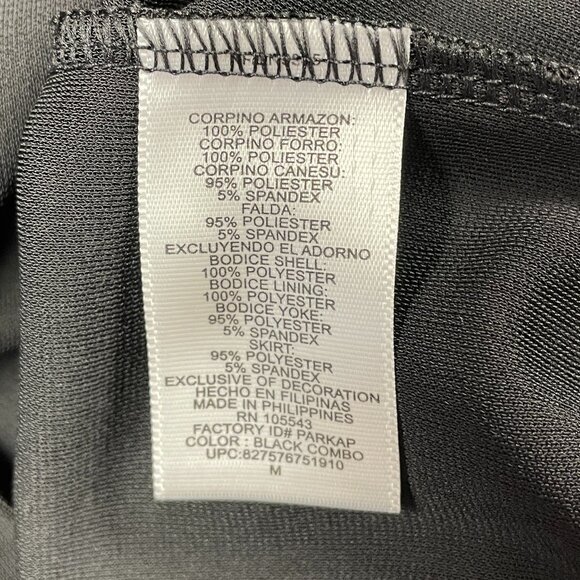 CORPINO ARMAZON:
100% POLIESTER
CORPINO FORRO:
100% POLIESTER
CORPINO CANESU:
95% POLIESTER
5% SPANDEX
FALDA:
95% POLIESTER
5% SPANDEX
EXCLUYENDO EL ADORNO
BODICE SHELL:
100% POLYESTER
BODICE LINING:
100% POLYESTER
BODICE YOKE:
95% POLYESTER
5% SPANDEX
SKIRT:
95% POLYESTER
5% SPANDEX
EXCLUSIVE OF DECORATION
HECHO EN FILIPINAS
MADE IN PHILIPPINES
RN 105543
FACTORY ID# PARKAP
COLOR : BLACK COMBO
UPC:827576751910
M